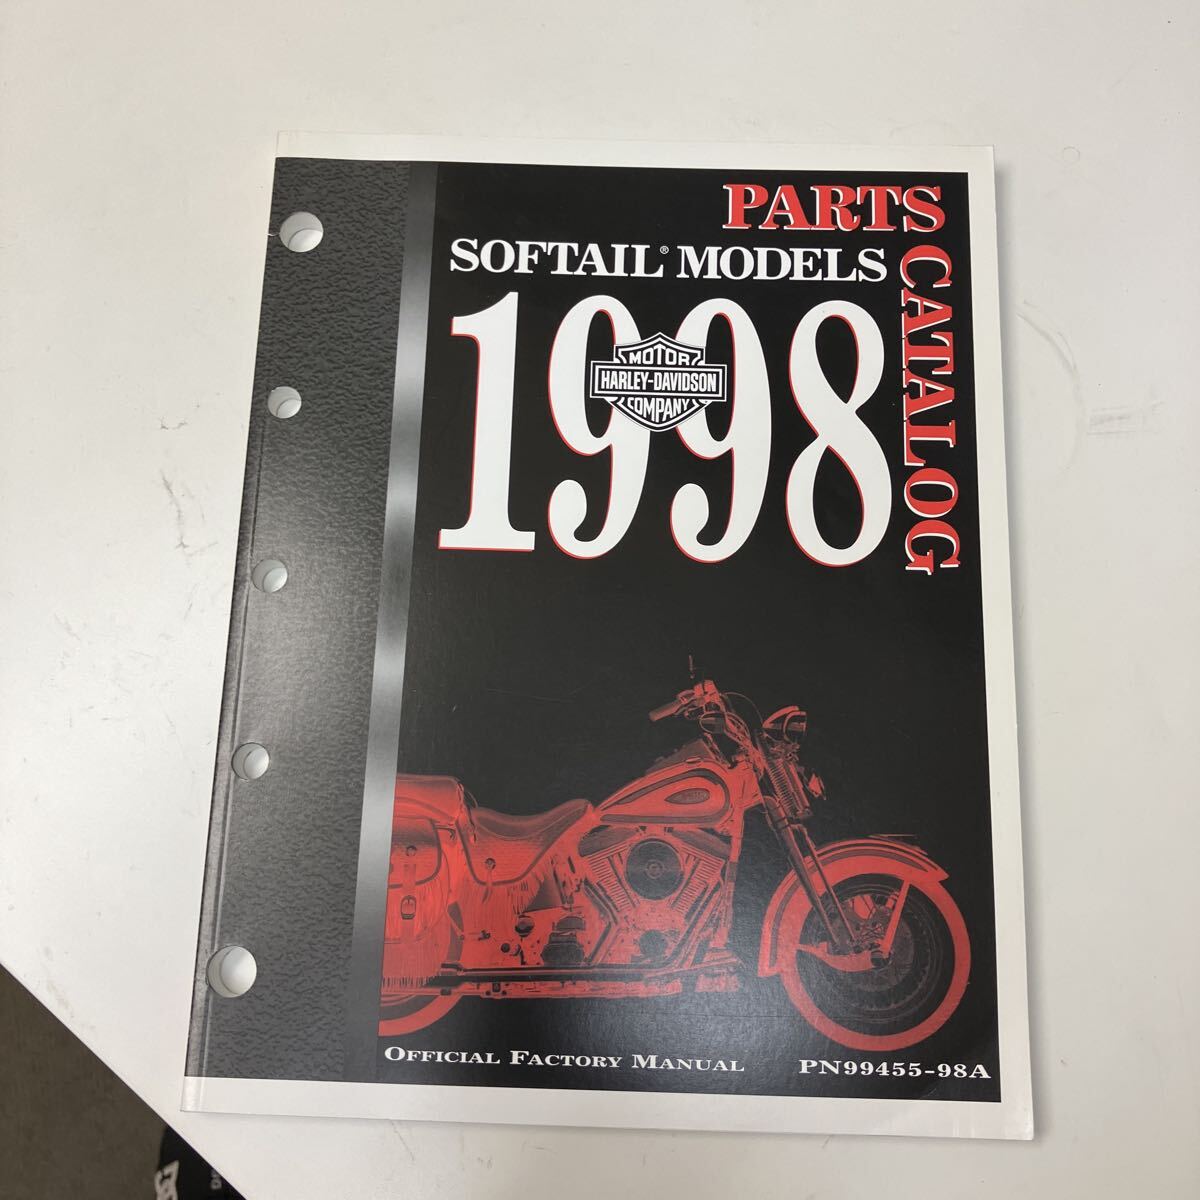 PARTS
CATALOG
SOFTAIL® MODELS
1998
MOTOR
HARLEY-DAVIDSON
COMPANY
OFFICIAL FACTORY MANUAL
PN99455-98A